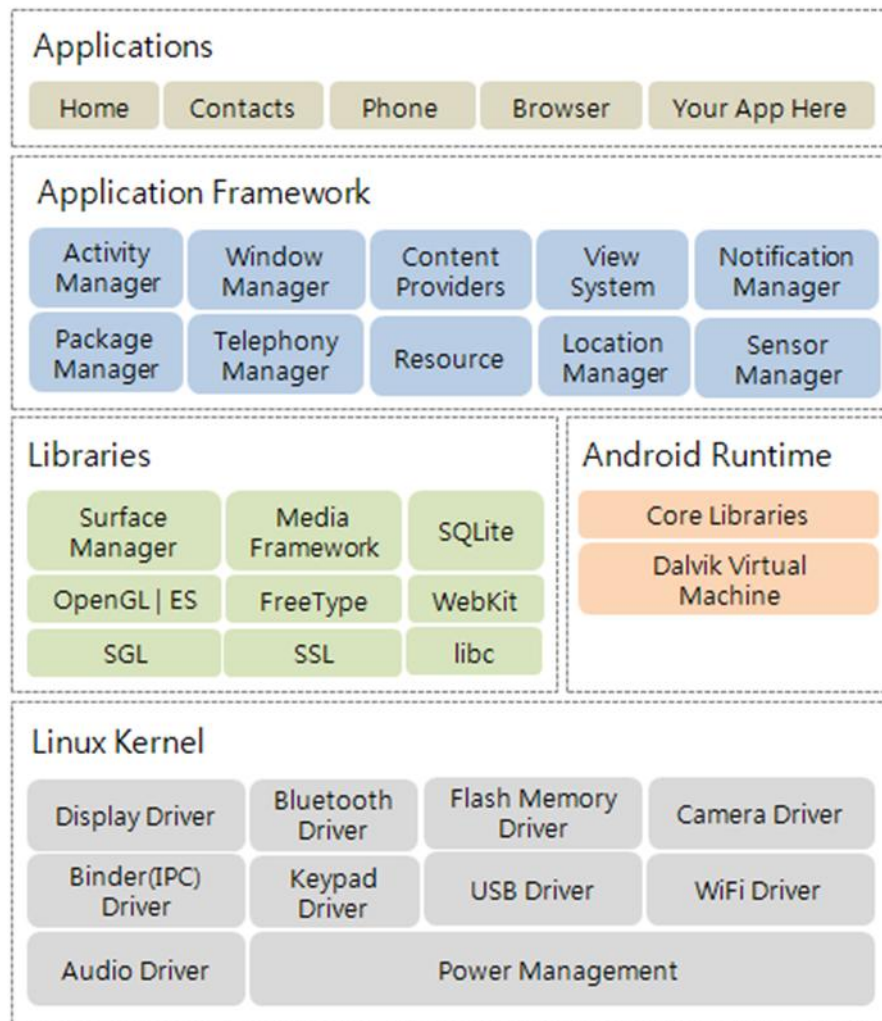 Applications
Home
Contacts
Phone
Browser
Your App Here
Application Framework
Activity
Manager
Window
Manager
Content
Providers
View
System
Notification
Manager
Package
Manager
Telephony
Manager
Resource
Location
Manager
Sensor
Manager
Libraries
Surface
Manager
Media
Framework
SQLite
OpenGL | ES
FreeType
WebKit
SGL
SSL
libc
Android Runtime
Core Libraries
Dalvik Virtual
Machine
Linux Kernel
Display Driver
Bluetooth
Driver
Flash Memory
Driver
Camera Driver
Binder(IPC)
Driver
Keypad
Driver
USB Driver
WiFi Driver
Audio Driver
Power Management